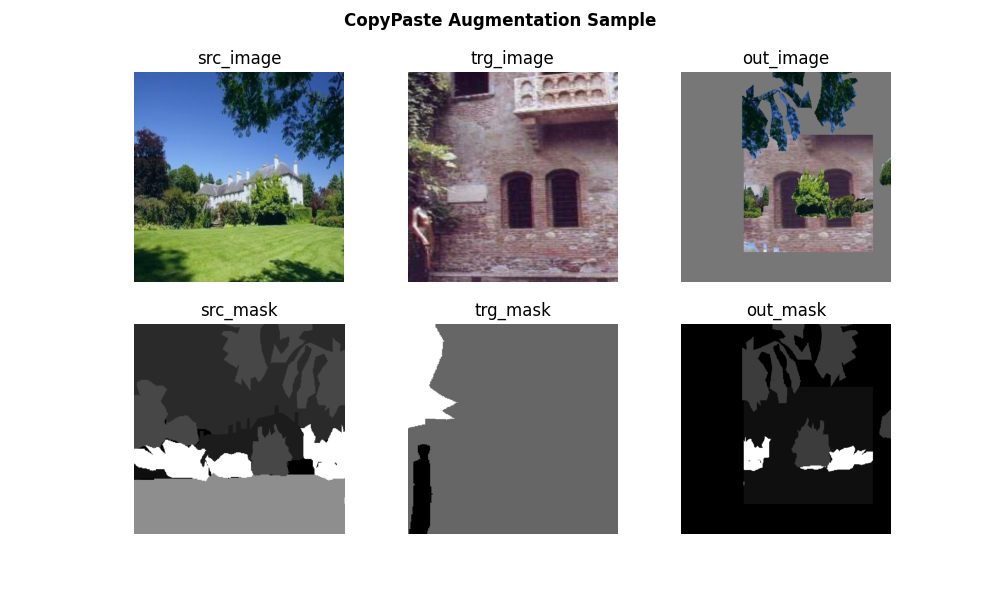 CopyPaste Augmentation Sample
src_image
trg_image
out_image
src_mask
trg_mask
out_mask